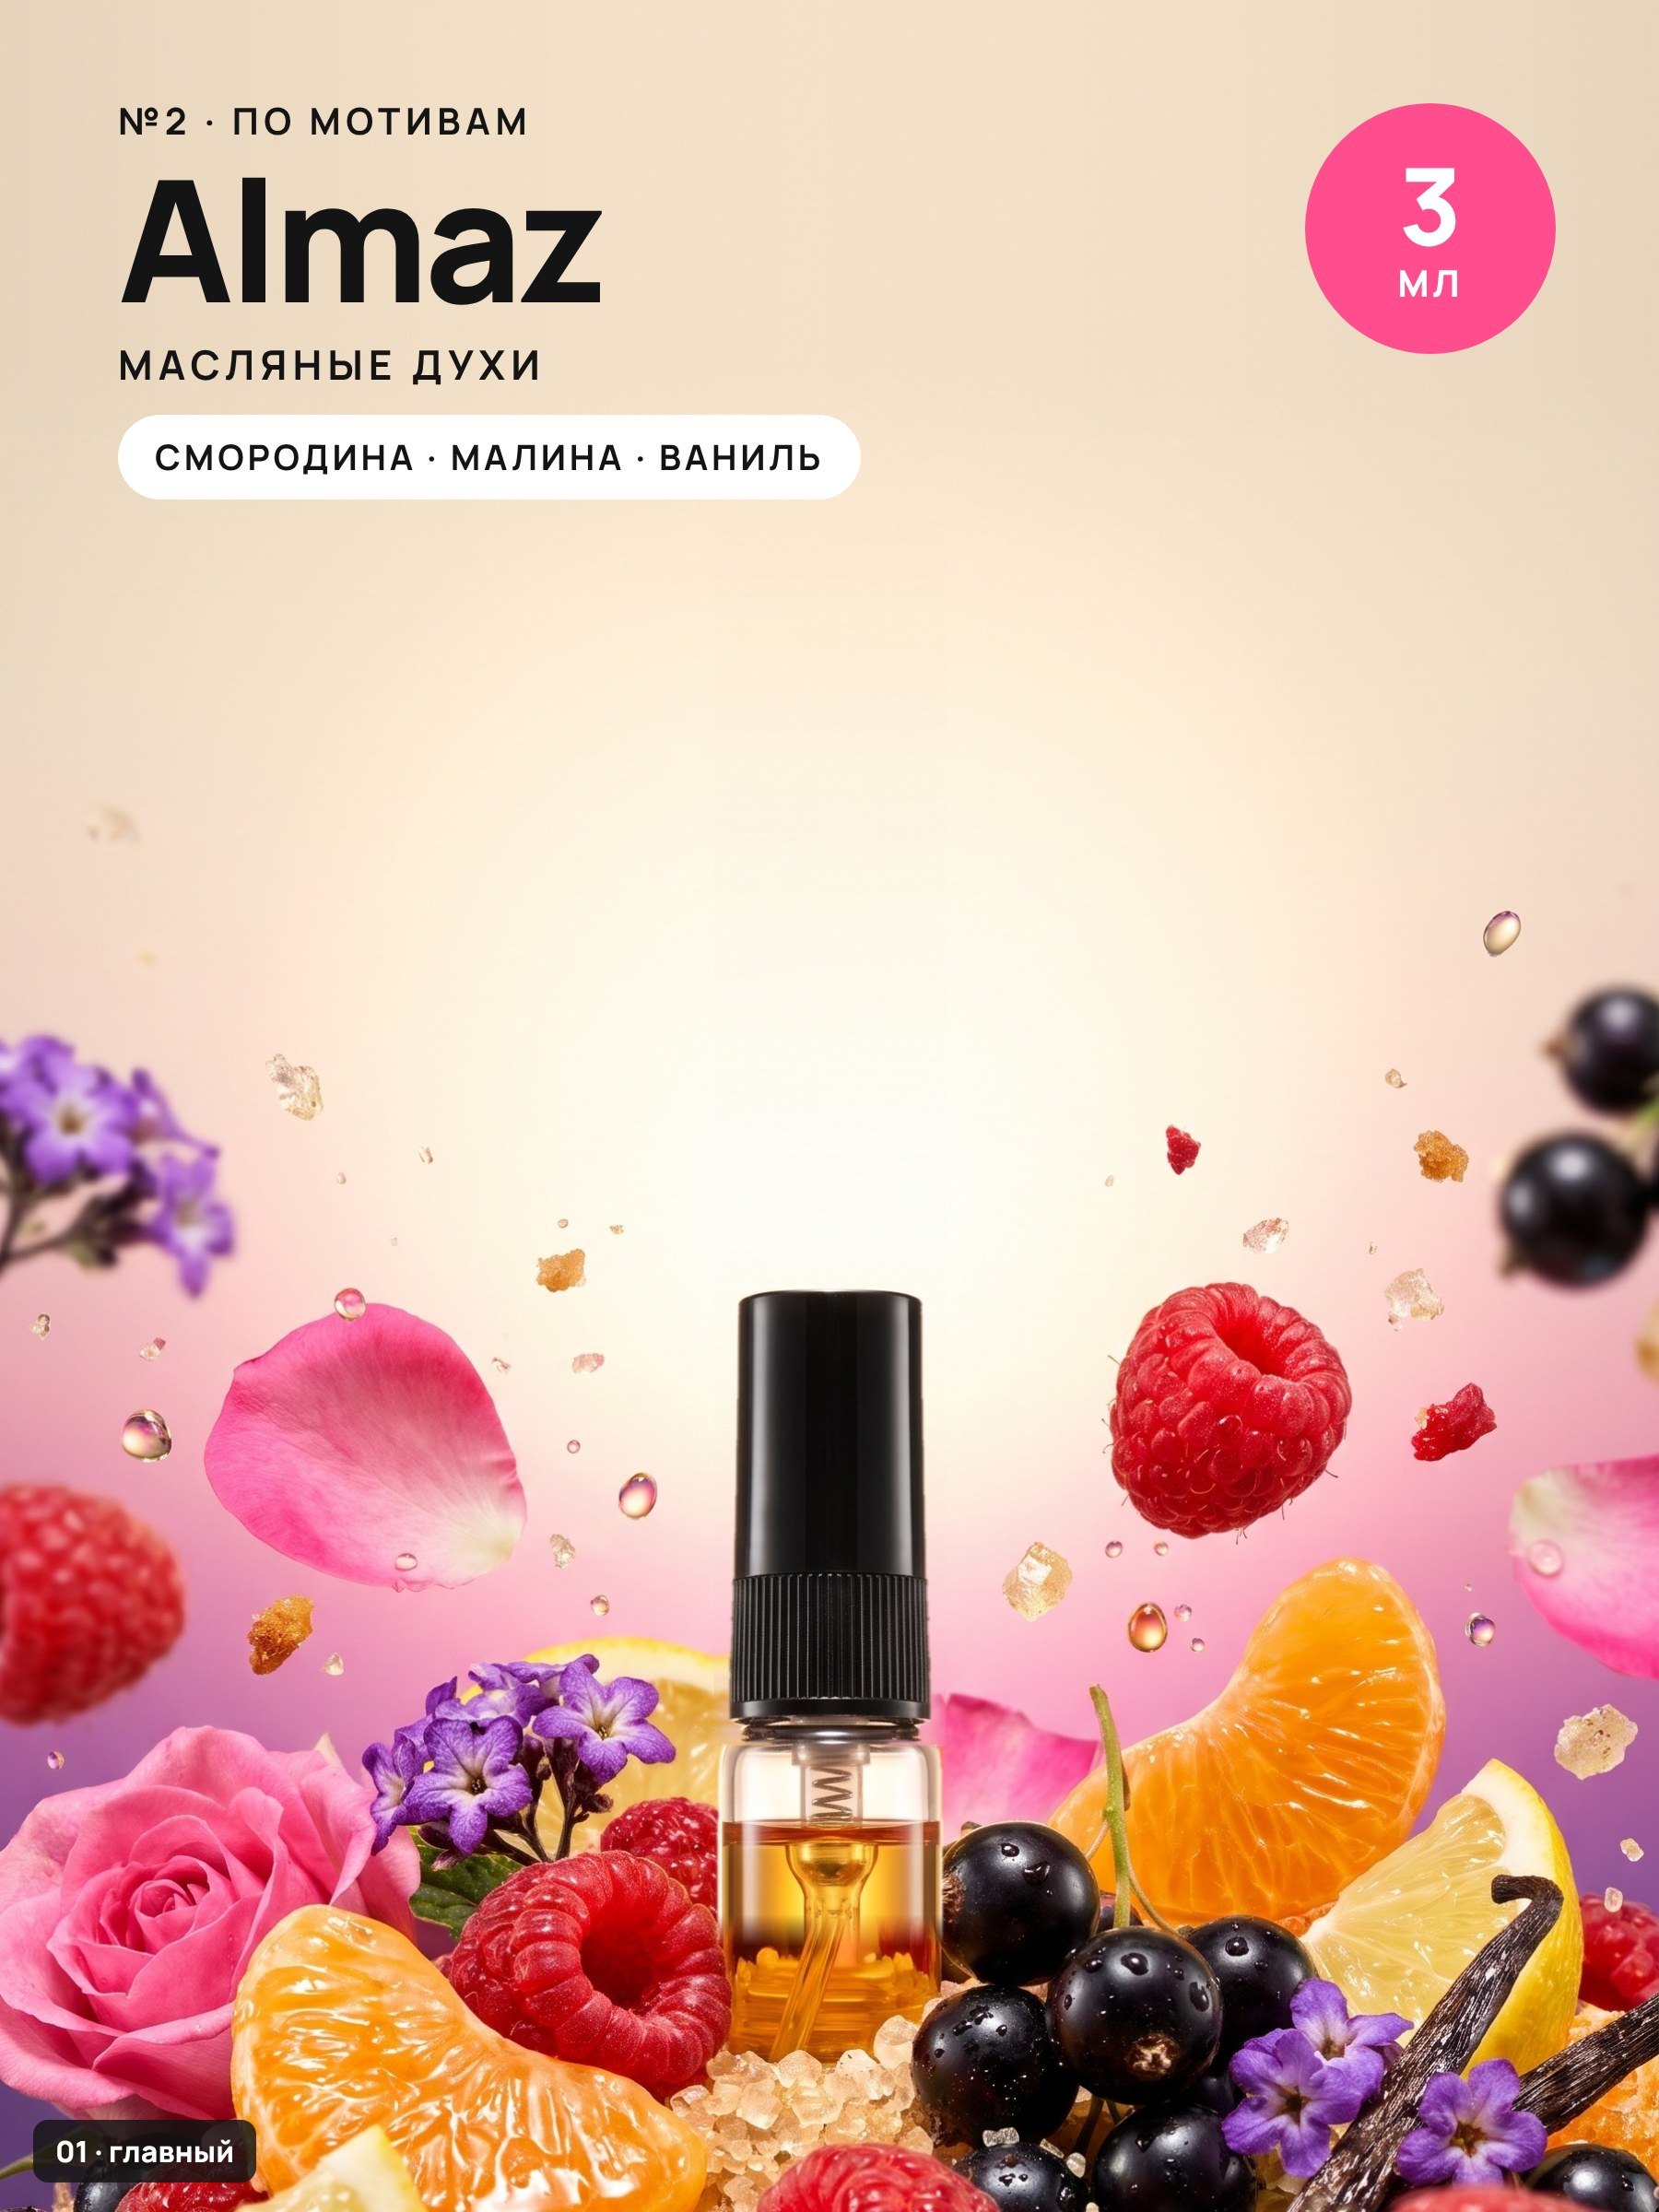 №2 · ПО МОТИВАМ
Almaz
МАСЛЯНЫЕ ДУХИ
СМОРОДИНА · МАЛИНА · ВАНИЛЬ
3
МЛ
01 · главный